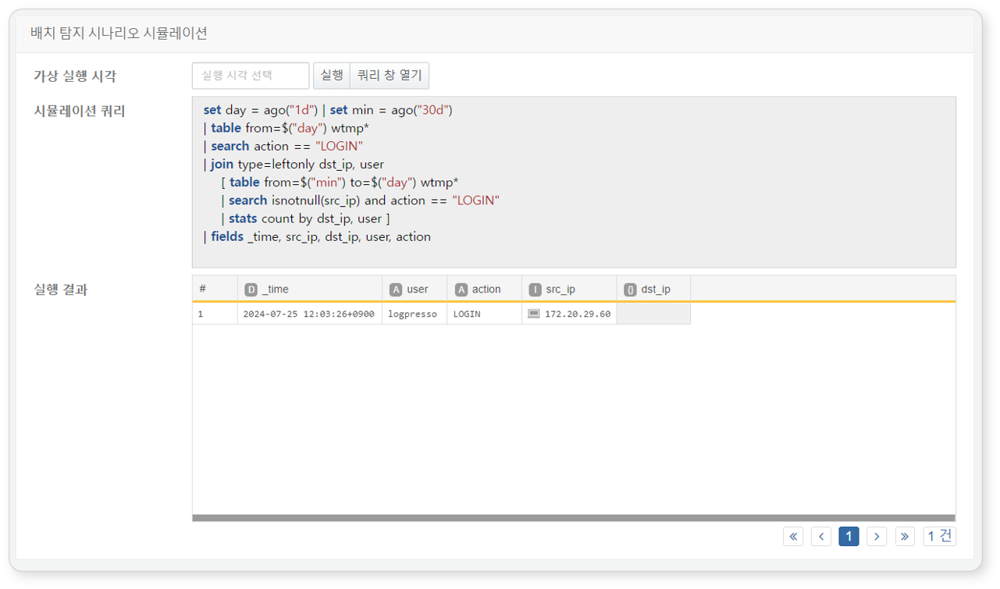 배치 탐지 시나리오 시뮬레이션
가상 실행 시각
실행 시각 선택
실행
쿼리 창 열기
시뮬레이션 쿼리
set day = ago("1d") | set min = ago("30d")
| table from=$("day") wtmp*
| search action == "LOGIN"
| join type=leftonly dst_ip, user
[ table from=$("min") to=$("day") wtmp*
| search isnotnull(src_ip) and action == "LOGIN"
| stats count by dst_ip, user ]
| fields _time, src_ip, dst_ip, user, action
실행 결과
# D _time A user A action I src_ip {} dst_ip
1 2024-07-25 12:03:26+0900 logpresso LOGIN 172.20.29.60
« ‹ 1 › » 1 건